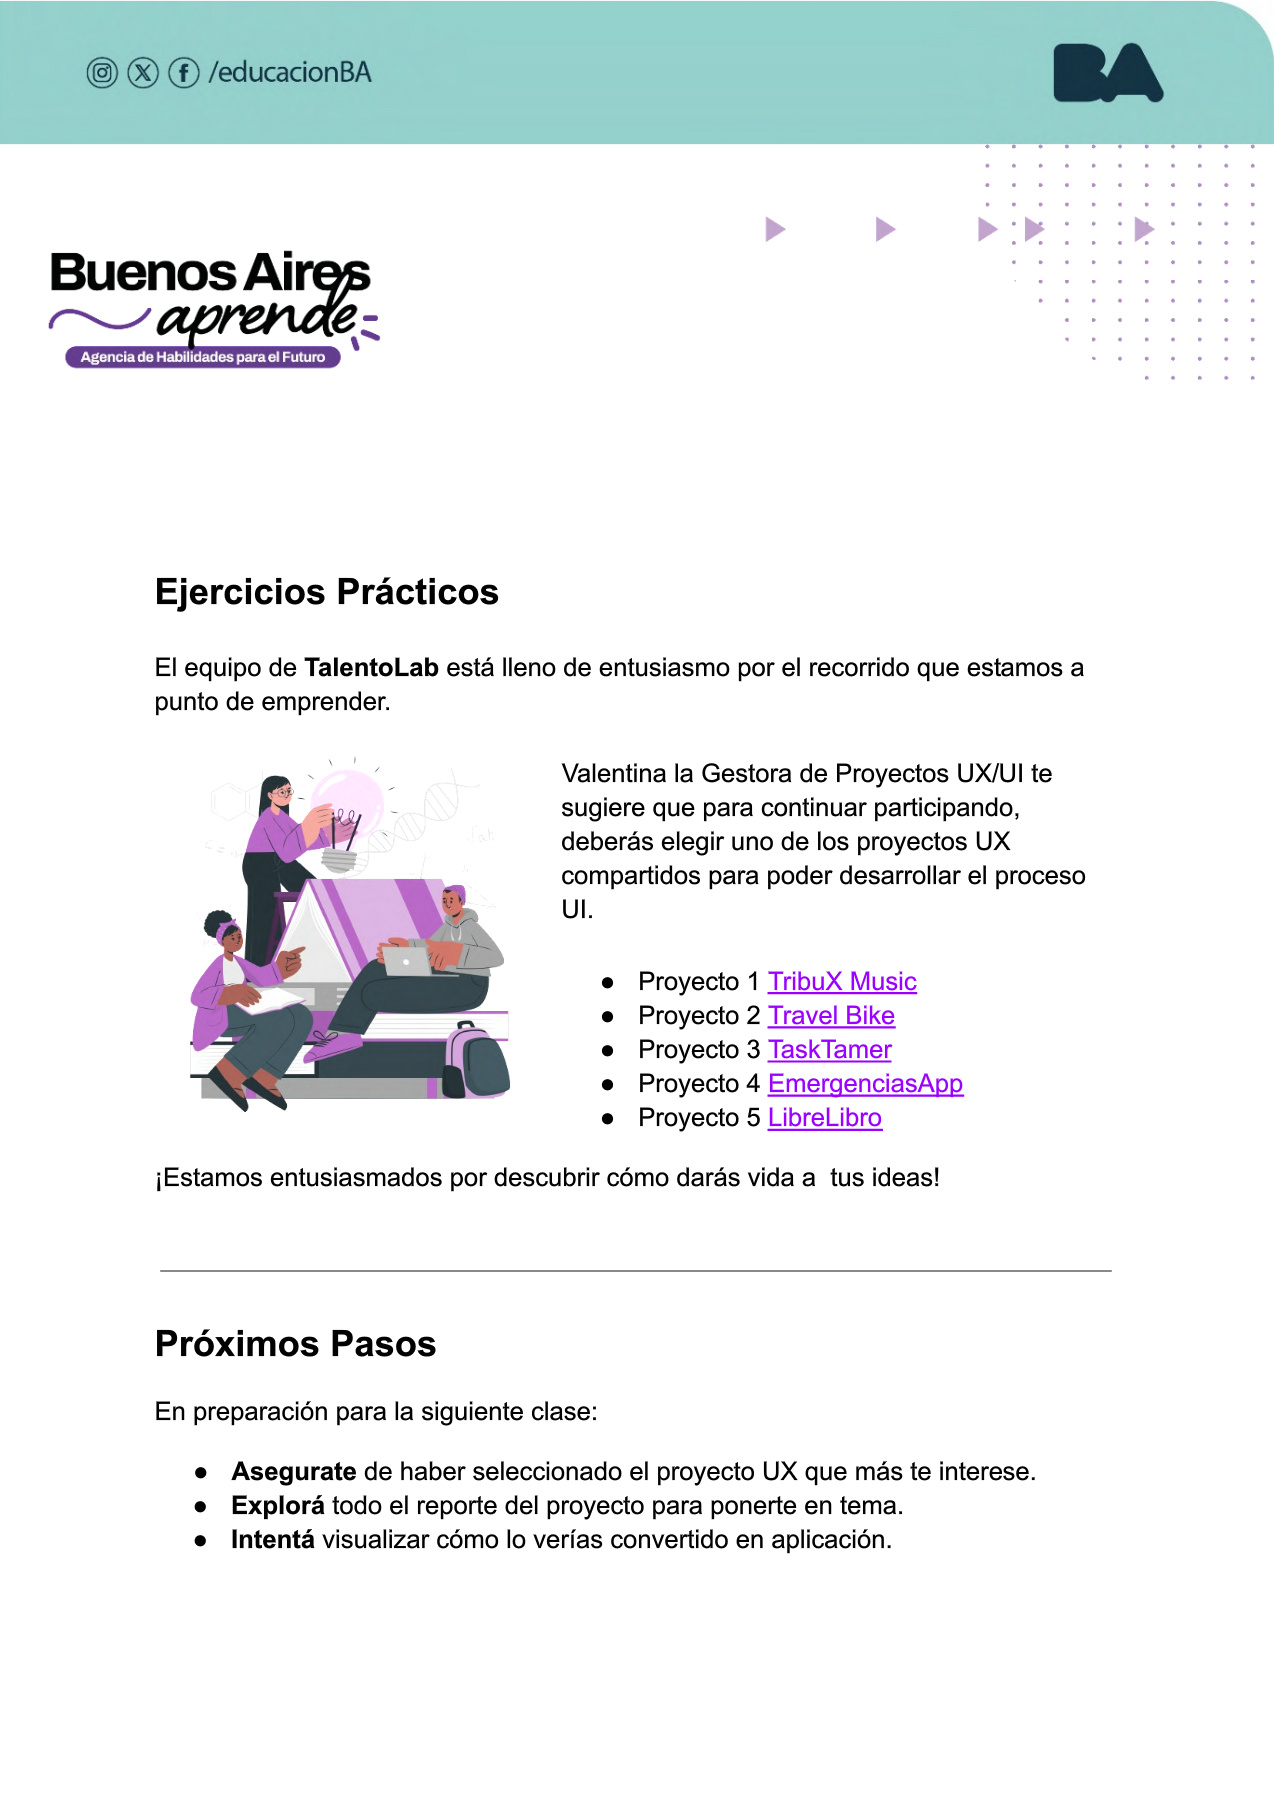 /educacionBA
BA
Buenos Aires
aprende
Agencia de Habilidades para el Futuro
Ejercicios Prácticos
El equipo de TalentoLab está lleno de entusiasmo por el recorrido que estamos a
punto de emprender.
Valentina la Gestora de Proyectos UX/UI te
sugiere que para continuar participando,
deberás elegir uno de los proyectos UX
compartidos para poder desarrollar el proceso
UI.
● Proyecto 1 TribuX Music
● Proyecto 2 Travel Bike
● Proyecto 3 TaskTamer
● Proyecto 4 EmergenciasApp
● Proyecto 5 LibreLibro
¡Estamos entusiasmados por descubrir cómo darás vida a  tus ideas!
Próximos Pasos
En preparación para la siguiente clase:
● Asegurate de haber seleccionado el proyecto UX que más te interese.
● Explorá todo el reporte del proyecto para ponerte en tema.
● Intentá visualizar cómo lo verías convertido en aplicación.